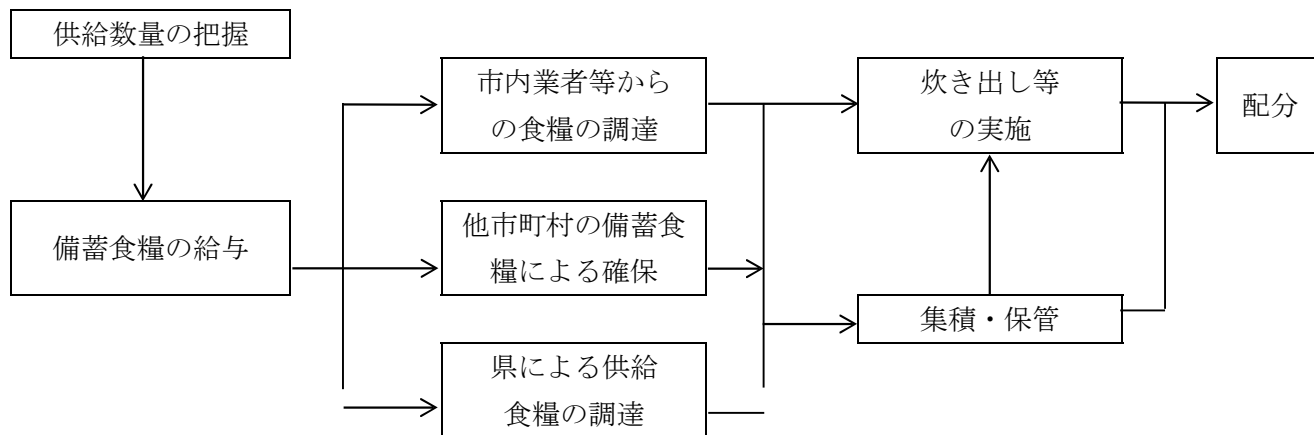 供給数量の把握
備蓄食糧の給与
市内業者等から
の食糧の調達
他市町村の備蓄食
糧による確保
県による供給
食糧の調達
炊き出し等
の実施
集積・保管
配分